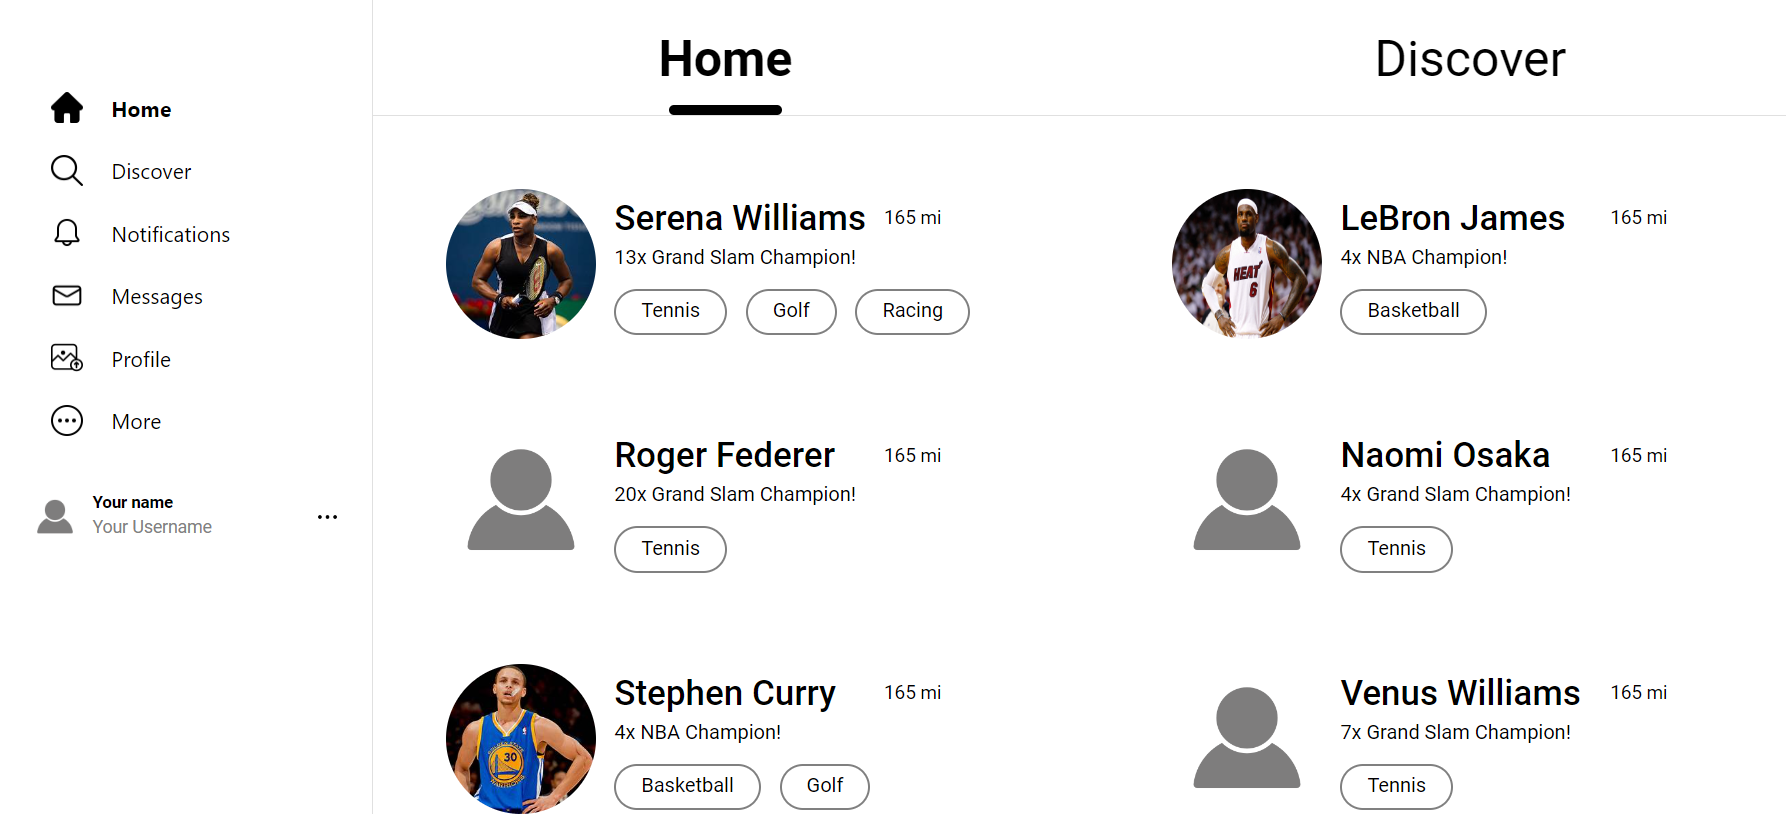 Home
Discover
Notifications
Messages
Profile
More
Your name
Your Username
Home
Discover
Serena Williams 165 mi
13x Grand Slam Champion!
Tennis Golf Racing
LeBron James 165 mi
4x NBA Champion!
Basketball
HEAT
6
Roger Federer 165 mi
20x Grand Slam Champion!
Tennis
Naomi Osaka 165 mi
4x Grand Slam Champion!
Tennis
Stephen Curry 165 mi
4x NBA Champion!
Basketball Golf
30
Venus Williams 165 mi
7x Grand Slam Champion!
Tennis